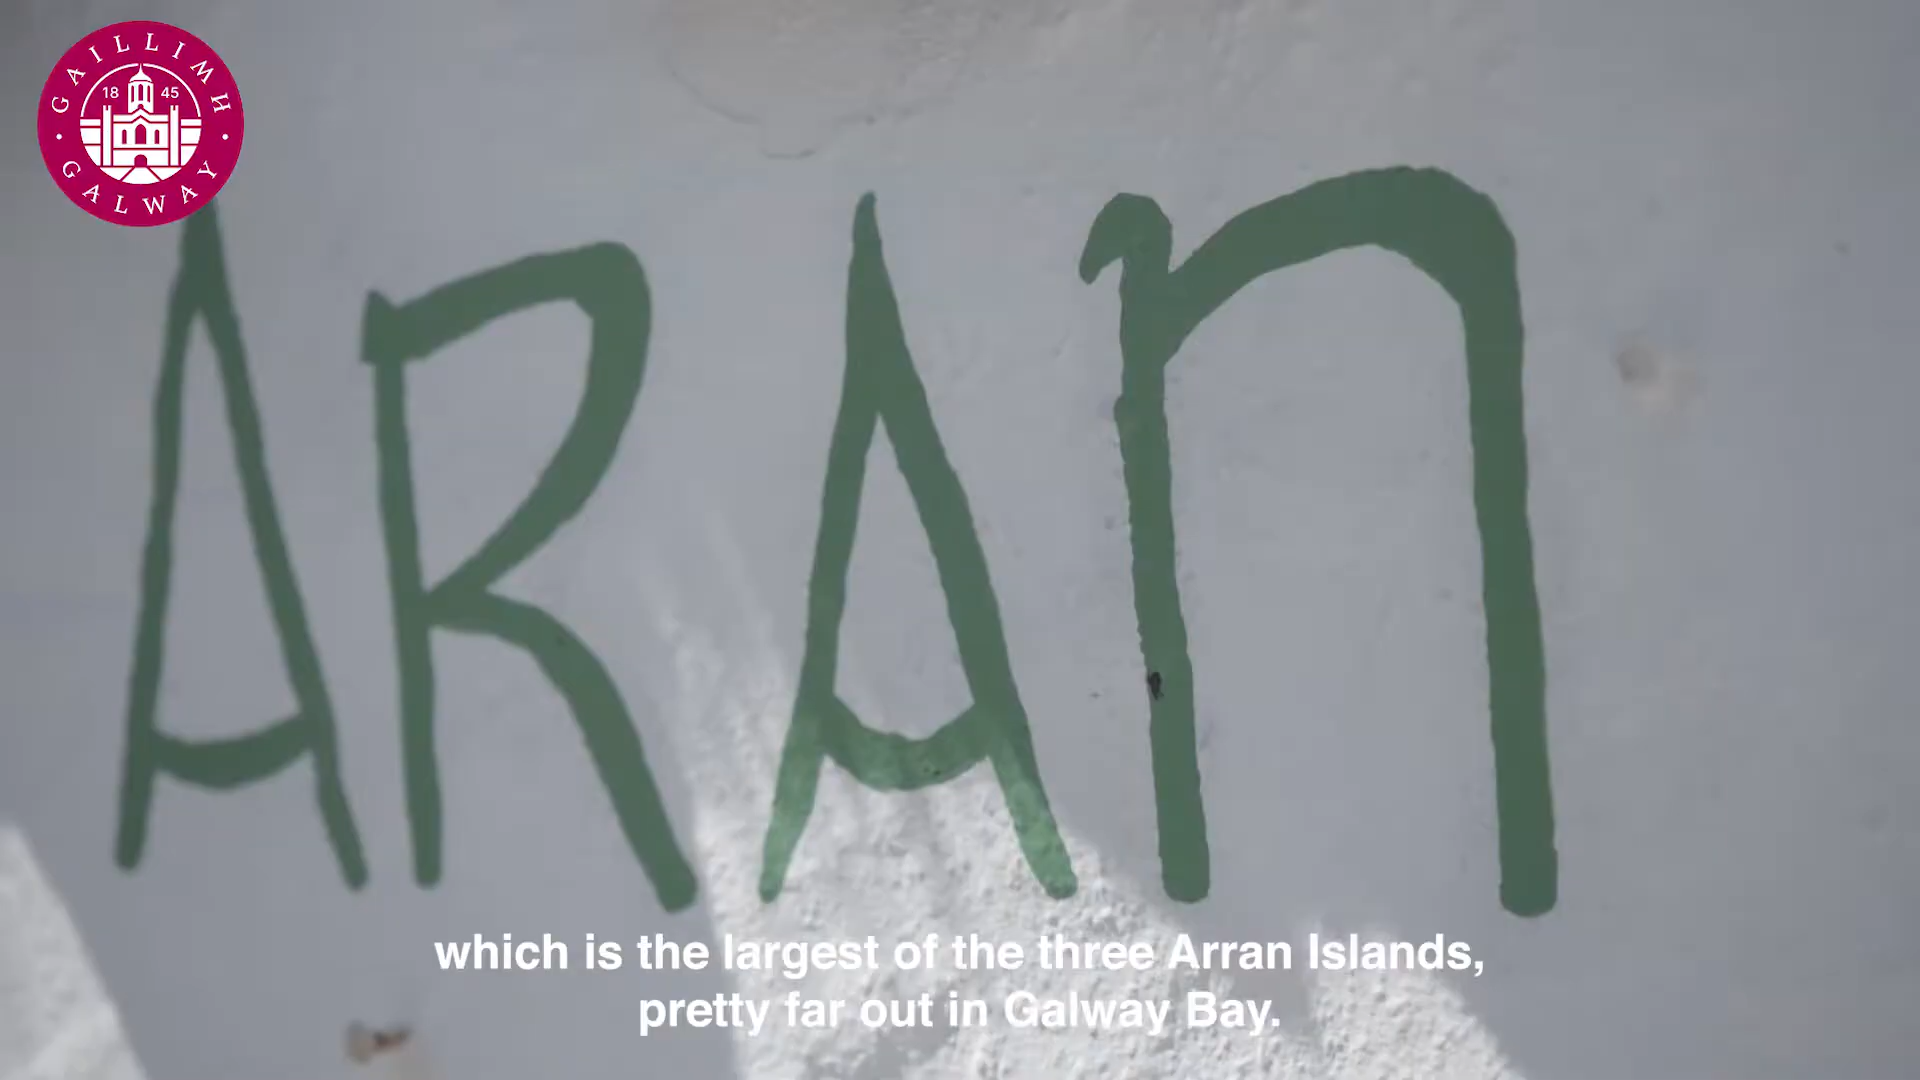 GAILLIMH
18 45
GALWAY
ARAN
which is the largest of the three Arran Islands,
pretty far out in Galway Bay.